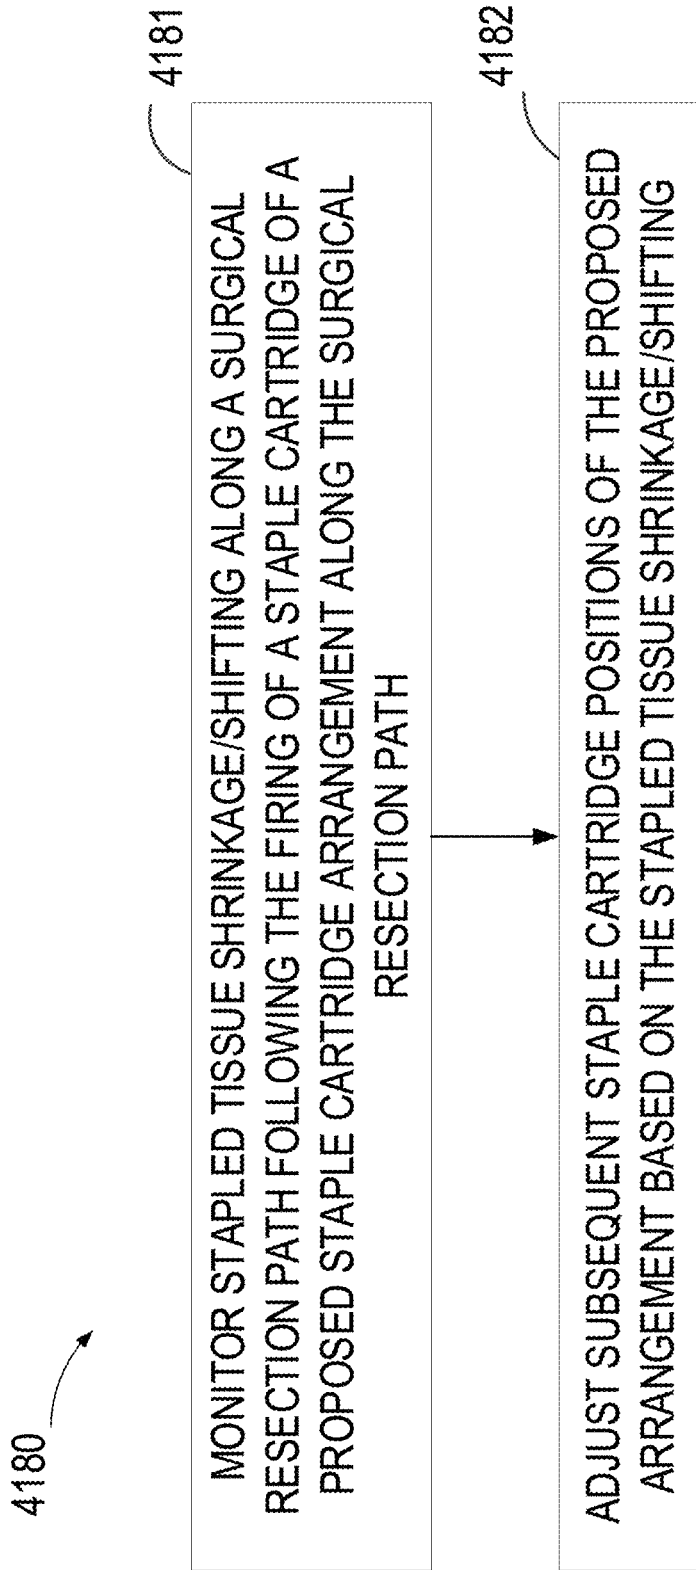 4180
4181
MONITOR STAPLED TISSUE SHRINKAGE/SHIFTING ALONG A SURGICAL
RESECTION PATH FOLLOWING THE FIRING OF A STAPLE CARTRIDGE OF A
PROPOSED STAPLE CARTRIDGE ARRANGEMENT ALONG THE SURGICAL
RESECTION PATH
4182
ADJUST SUBSEQUENT STAPLE CARTRIDGE POSITIONS OF THE PROPOSED
ARRANGEMENT BASED ON THE STAPLED TISSUE SHRINKAGE/SHIFTING